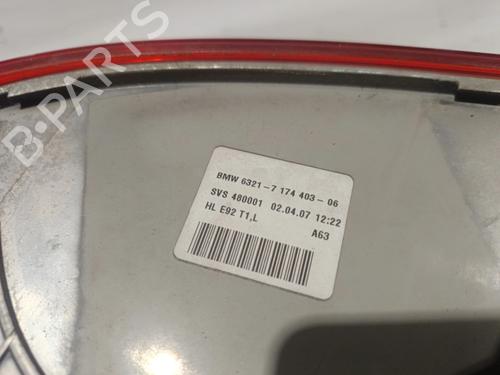 B-PARTS
BMW 6321-7 174 403-06
SVS 480001 02.04.07 12:22
HL E92 T1,L A63